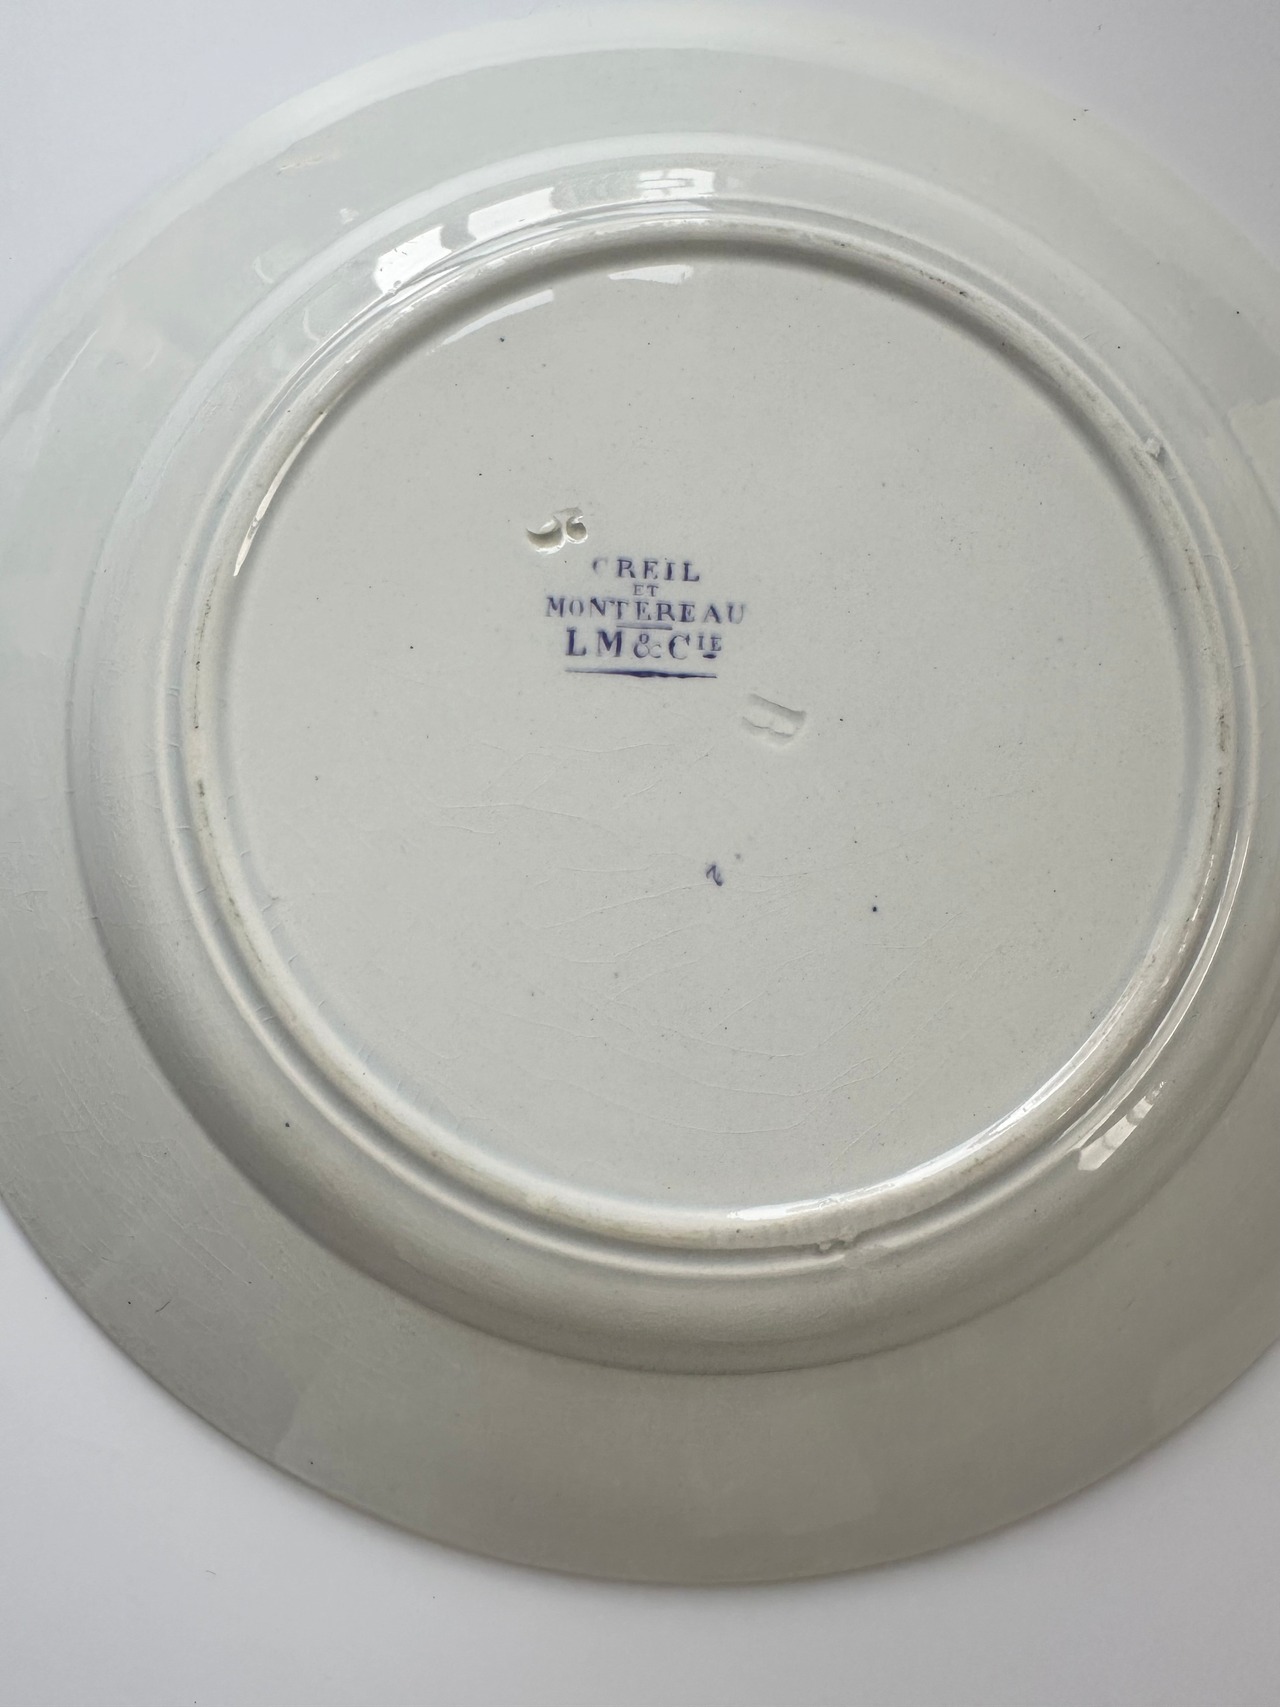 CREIL
ET
MONTEREAU
LM & CIE